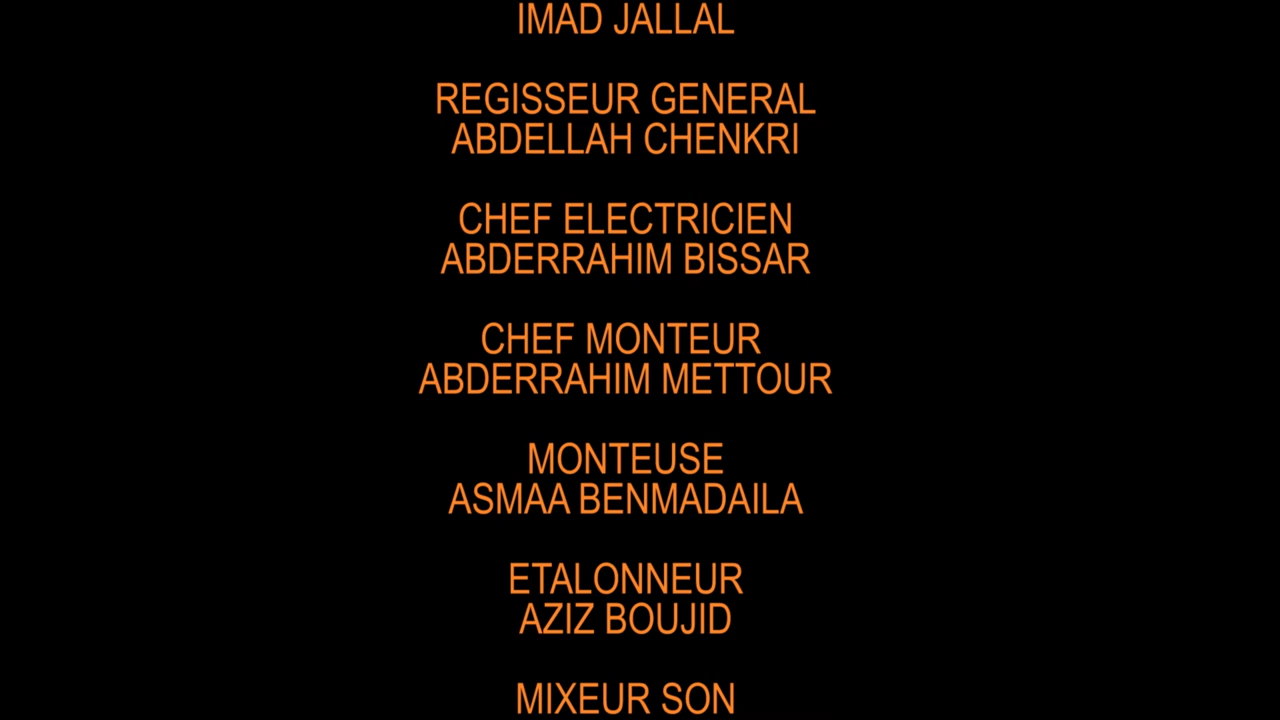 IMAD JALLAL
REGISSEUR GENERAL
ABDELLAH CHENKRI
CHEF ELECTRICIEN
ABDERRAHIM BISSAR
CHEF MONTEUR
ABDERRAHIM METTOUR
MONTEUSE
ASMAA BENMADAILA
ETALONNEUR
AZIZ BOUJID
MIXEUR SON